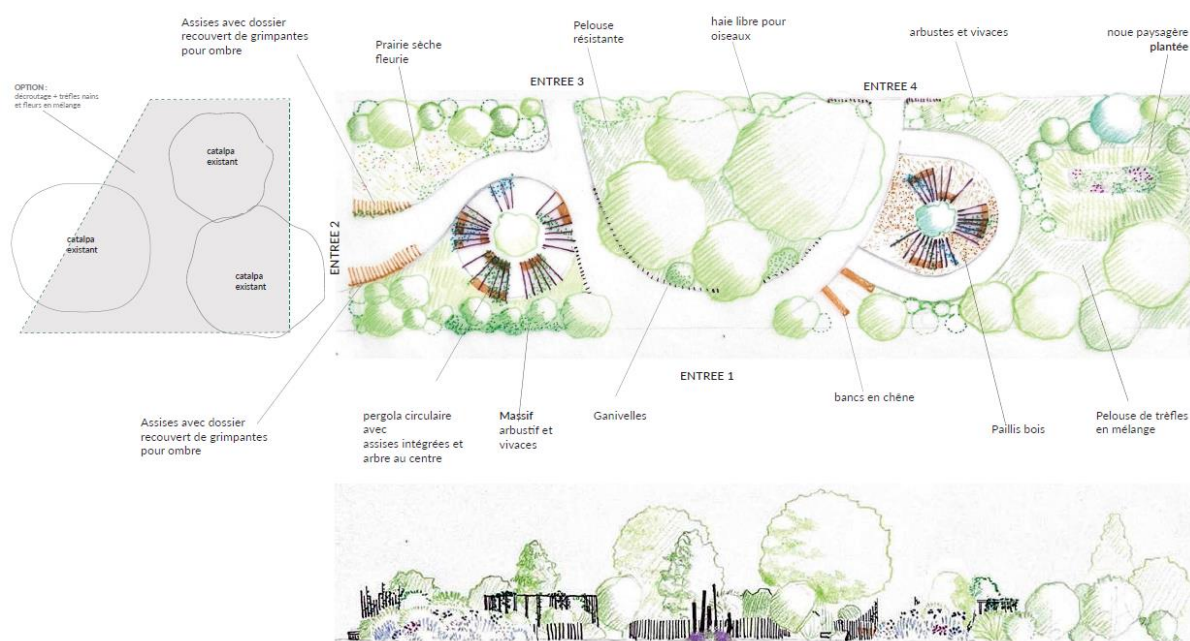 Assises avec dossier
recouvert de grimpantes
pour ombre
Prairie sèche
fleurie
Pelouse
résistante
haie libre pour
oiseaux
arbustes et vivaces
noue paysagère
plantée
OPTION :
décroutage + trèfles nains
et fleurs en mélange
ENTREE 3
ENTREE 4
catalpa
existant
catalpa
existant
catalpa
existant
ENTREE 2
ENTREE 1
Assises avec dossier
recouvert de grimpantes
pour ombre
pergola circulaire
avec
assises intégrées et
arbre au centre
Massif
arbustif et
vivaces
Ganivelles
bancs en chêne
Paillis bois
Pelouse de trèfles
en mélange